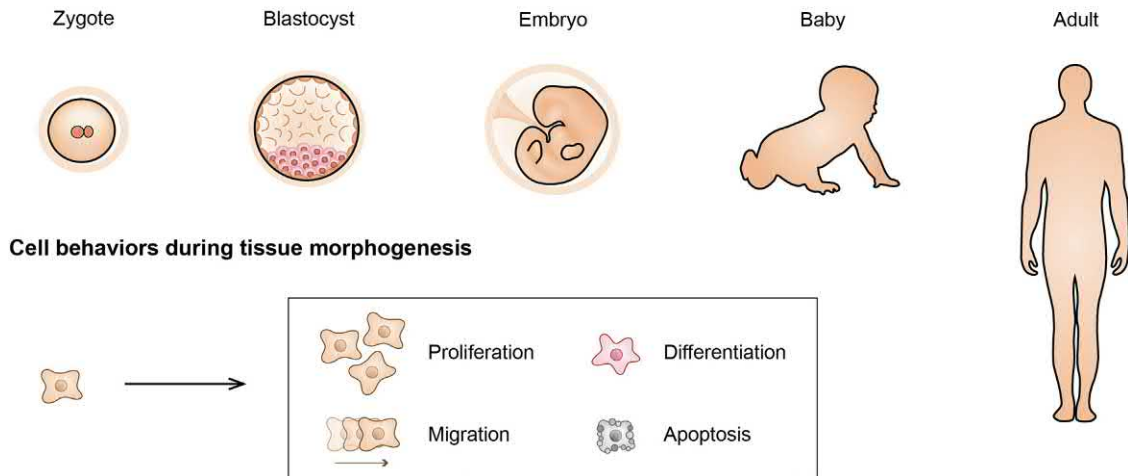 Zygote Blastocyst Embryo Baby Adult
Cell behaviors during tissue morphogenesis
Proliferation Differentiation
Migration Apoptosis